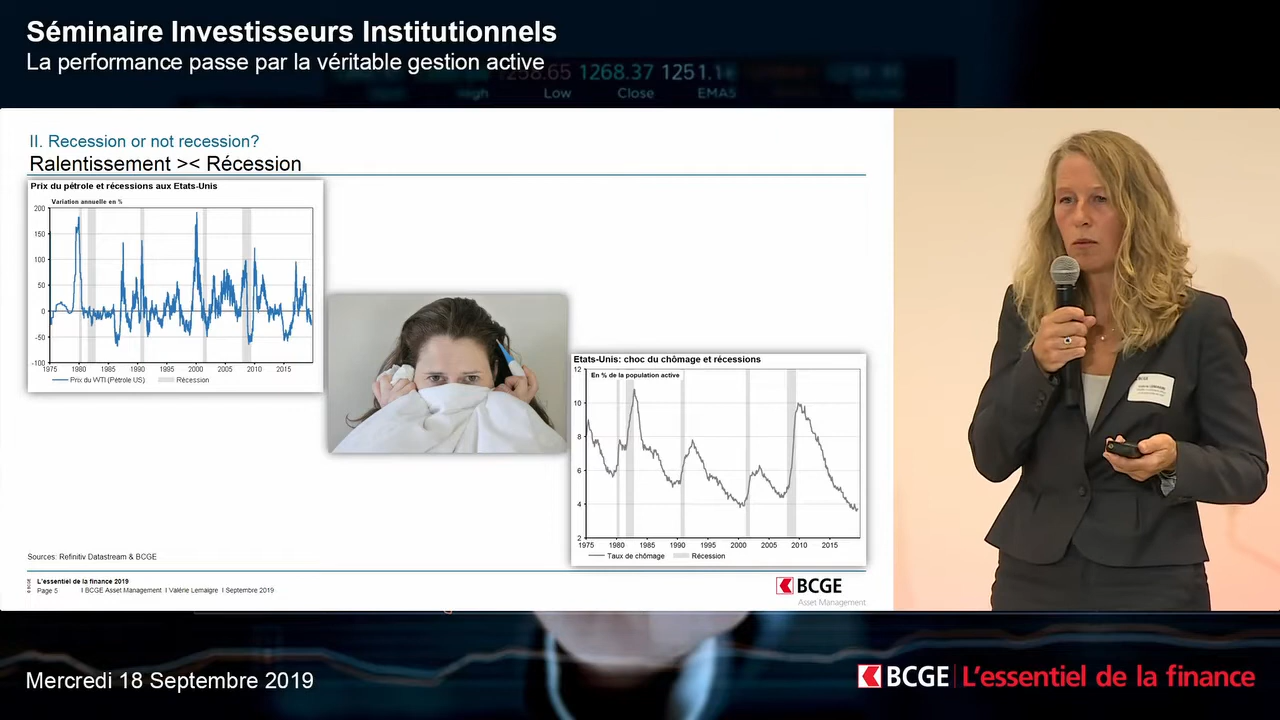 Séminaire Investisseurs Institutionnels
La performance passe par la véritable gestion active
1258.65 1268.37 1251.1
High Low Close EMA5
II. Recession or not recession?
Ralentissement >< Récession
Prix du pétrole et récessions aux Etats-Unis
Variation annuelle en %
200
150
100
50
0
-50
-100
1975 1980 1985 1990 1995 2000 2005 2010 2015
Prix du WTI (Pétrole US) Récession
Etats-Unis: choc du chômage et récessions
En % de la population active
12
10
8
6
4
2
1975 1980 1985 1990 1995 2000 2005 2010 2015
Taux de chômage Récession
Sources: Refinitiv Datastream & BCGE
L'essentiel de la finance 2019
Page 5 I BCGE Asset Management I Valérie Lemaigre I Septembre 2019
BCGE
Asset Management
Mercredi 18 Septembre 2019
BCGE L'essentiel de la finance